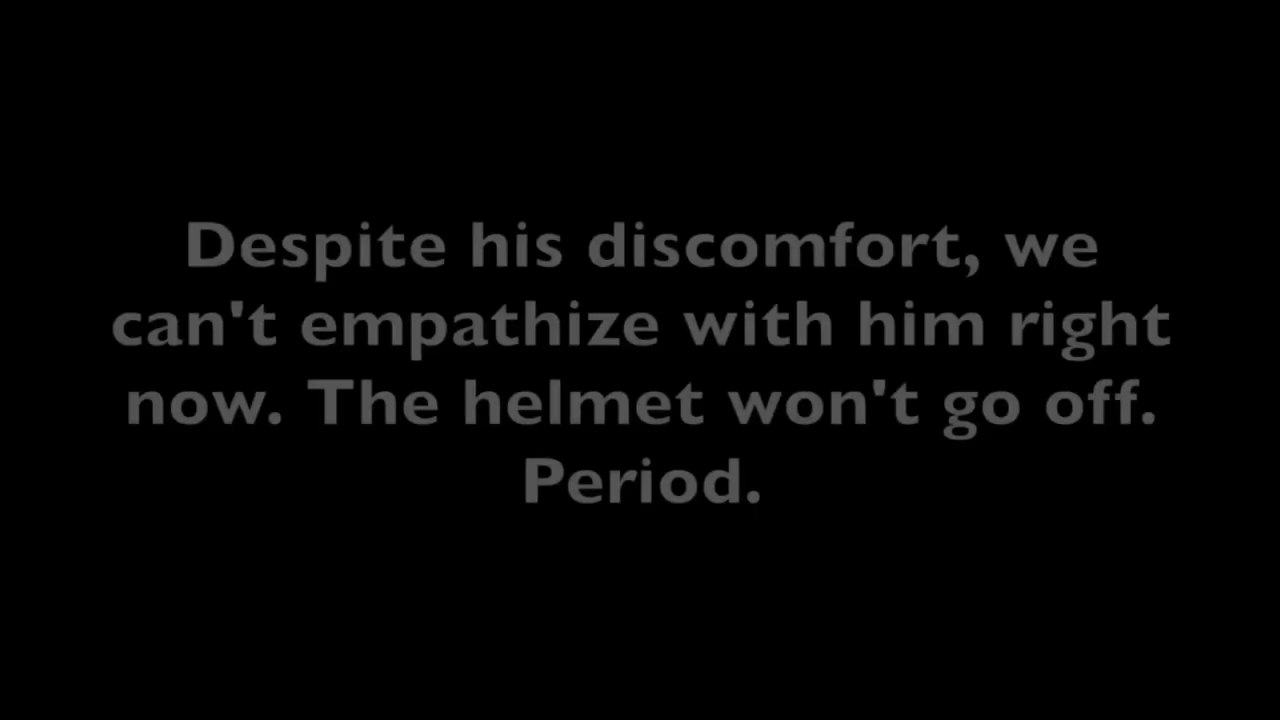 Despite his discomfort, we
can't empathize with him right
now. The helmet won't go off.
Period.